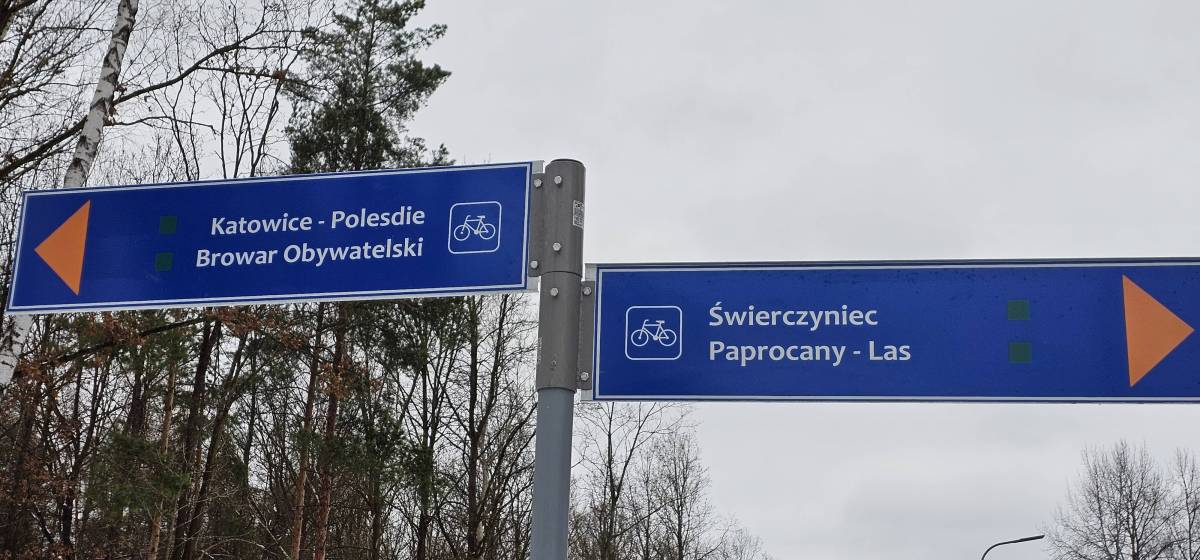 Katowice - Polesdie
Browar Obywatelski
Świerczyniec
Paprocany - Las